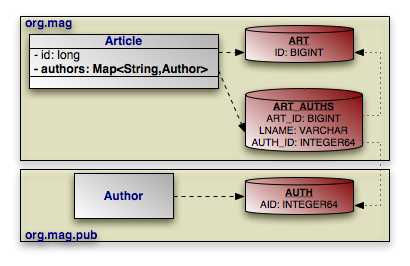 org.mag
Article
- id: long
- authors: Map<String,Author>
ART
ID: BIGINT
ART_AUTHS
ART_ID: BIGINT
LNAME: VARCHAR
AUTH_ID: INTEGER64
Author
AUTH
AID: INTEGER64
org.mag.pub